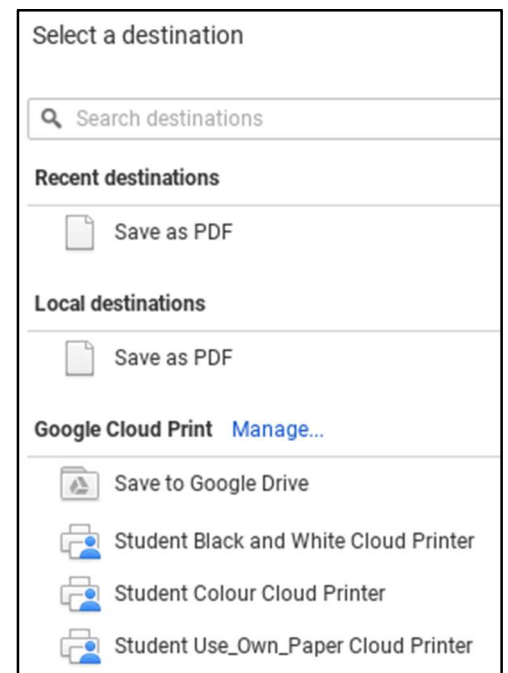 Select a destination
Search destinations
Recent destinations
Save as PDF
Local destinations
Save as PDF
Google Cloud Print Manage...
Save to Google Drive
Student Black and White Cloud Printer
Student Colour Cloud Printer
Student Use_Own_Paper Cloud Printer